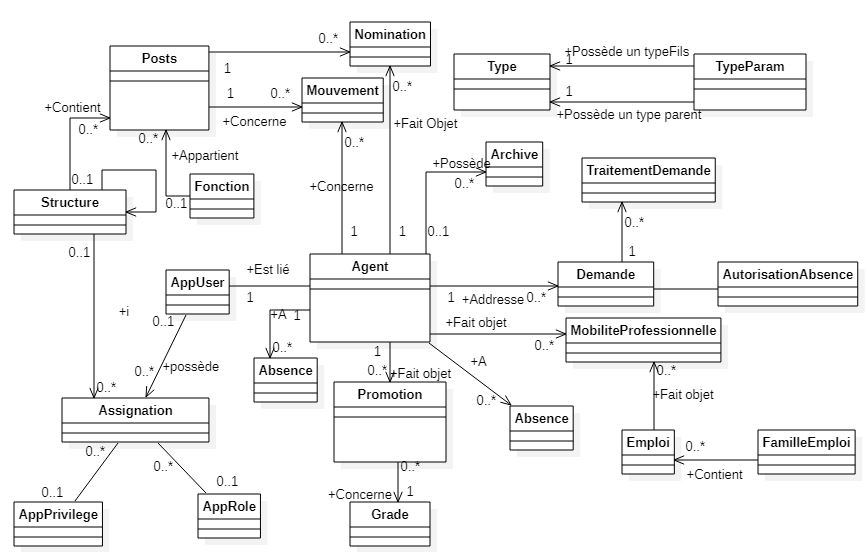 Nomination
0..*
Posts
1
+Possède un typeFils
1
Type
TypeParam
1
+Possède un type parent
Mouvement
0..*
1
+Concerne
0..*
+Fait Objet
+Contient
0..*
0..*
+Appartient
0..*
Archive
+Possède
0..*
TraitementDemande
0..*
0..1
Fonction
0..1
Structure
+Concerne
0..1
1
1
0..1
1
Agent
+Est lié
1
AppUser
0..1
Demande
1
+Addresse
0..*
AutorisationAbsence
+i
+A
1
+Fait objet
MobiliteProfessionnelle
0..*
0..*
Absence
1
+Fait objet
0..*
+A
0..*
0..*
+possède
0..*
+Fait objet
0..*
Assignation
Promotion
Absence
Emploi
0..*
FamilleEmploi
+Contient
0..*
0..*
0..*
0..1
0..1
+Concerne
1
AppPrivilege
AppRole
Grade